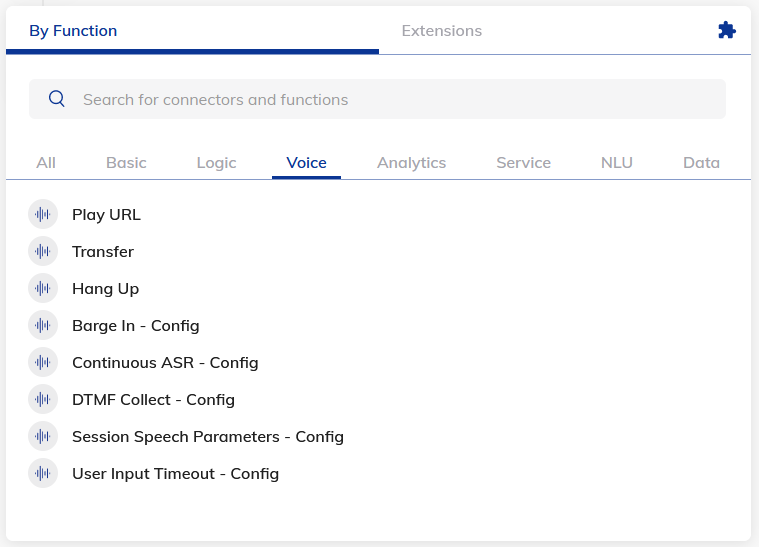 By Function Extensions
Search for connectors and functions
All Basic Logic Voice Analytics Service NLU Data
Play URL
Transfer
Hang Up
Barge In - Config
Continuous ASR - Config
DTMF Collect - Config
Session Speech Parameters - Config
User Input Timeout - Config